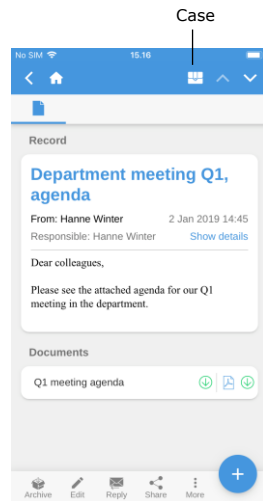 Case
No SIM 15.16
Record
Department meeting Q1,
agenda
From: Hanne Winter 2 Jan 2019 14:45
Responsible: Hanne Winter Show details
Dear colleagues,
Please see the attached agenda for our Q1
meeting in the department.
Documents
Q1 meeting agenda
+
Archive Edit Reply Share More